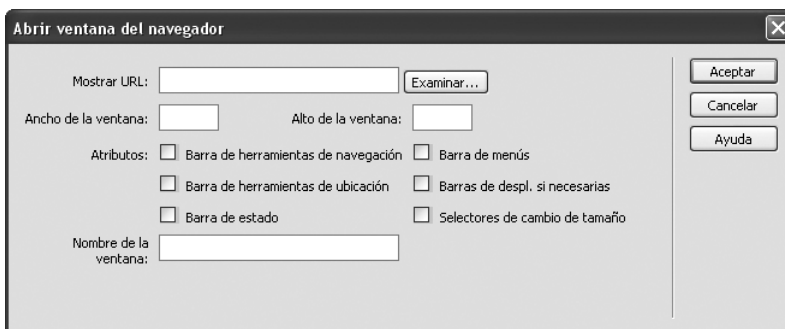 Abrir ventana del navegador
Mostrar URL: Examinar... Aceptar
Cancelar
Ancho de la ventana: Alto de la ventana:
Ayuda
Atributos: Barra de herramientas de navegación Barra de menús
Barra de herramientas de ubicación Barras de despl. si necesarias
Barra de estado Selectores de cambio de tamaño
Nombre de la
ventana: